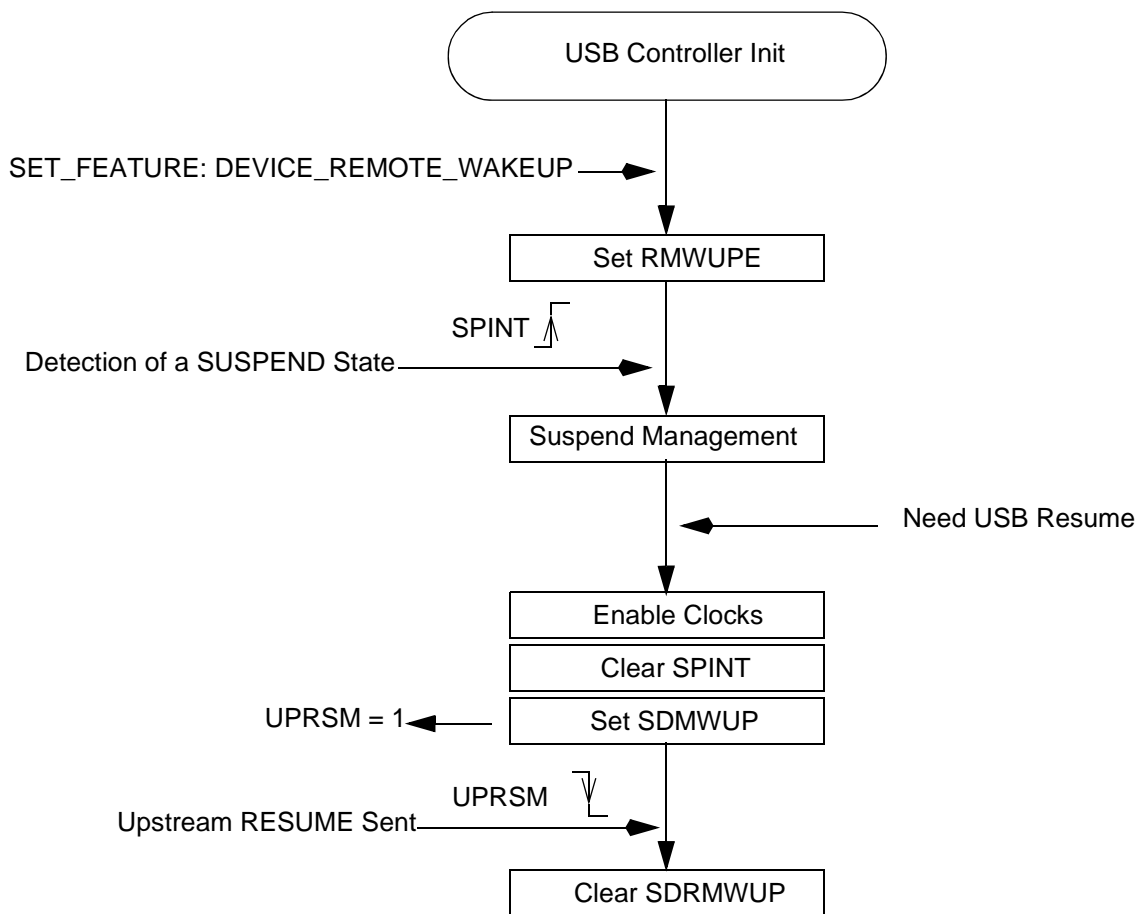 USB Controller Init
SET_FEATURE: DEVICE_REMOTE_WAKEUP
Set RMWUPE
SPINT
Detection of a SUSPEND State
Suspend Management
Need USB Resume
Enable Clocks
Clear SPINT
UPRSM = 1
Set SDMWUP
UPRSM
Upstream RESUME Sent
Clear SDRMWUP